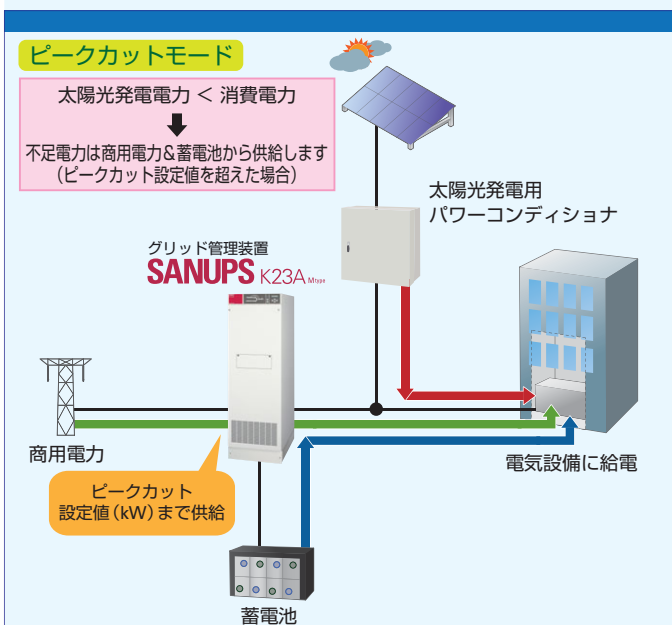 ピークカットモード
太陽光発電電力 < 消費電力
不足電力は商用電力&蓄電池から供給します
（ピークカット設定値を超えた場合）
太陽光発電用
パワーコンディショナ
グリッド管理装置
SANUPS K23A Mtype
商用電力
ピークカット
設定値（kW）まで供給
電気設備に給電
蓄電池